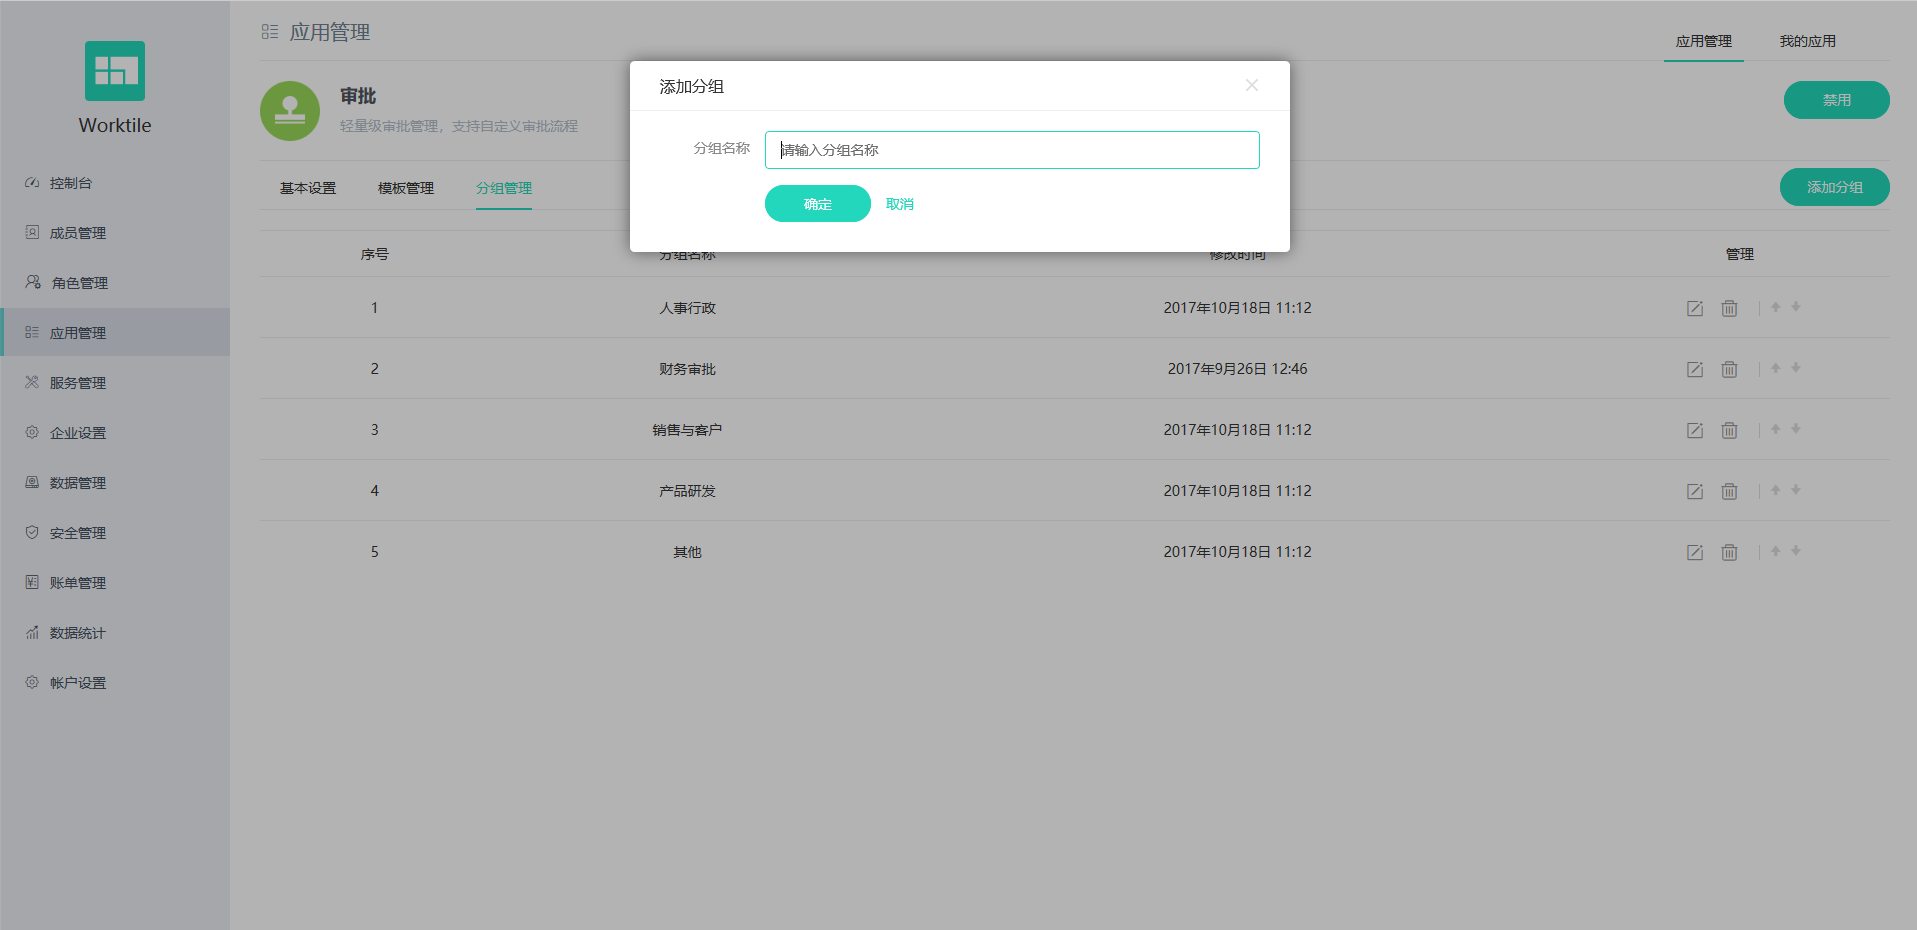 Worktile
控制台
成员管理
角色管理
应用管理
服务管理
企业设置
数据管理
安全管理
账单管理
数据统计
帐户设置
应用管理
应用管理 我的应用
审批
轻量级审批管理，支持自定义审批流程
禁用
基本设置 模板管理 分组管理
添加分组
添加分组
分组名称 请输入分组名称
确定 取消
序号 分组名称 修改时间 管理
1 人事行政 2017年10月18日 11:12
2 财务审批 2017年9月26日 12:46
3 销售与客户 2017年10月18日 11:12
4 产品研发 2017年10月18日 11:12
5 其他 2017年10月18日 11:12